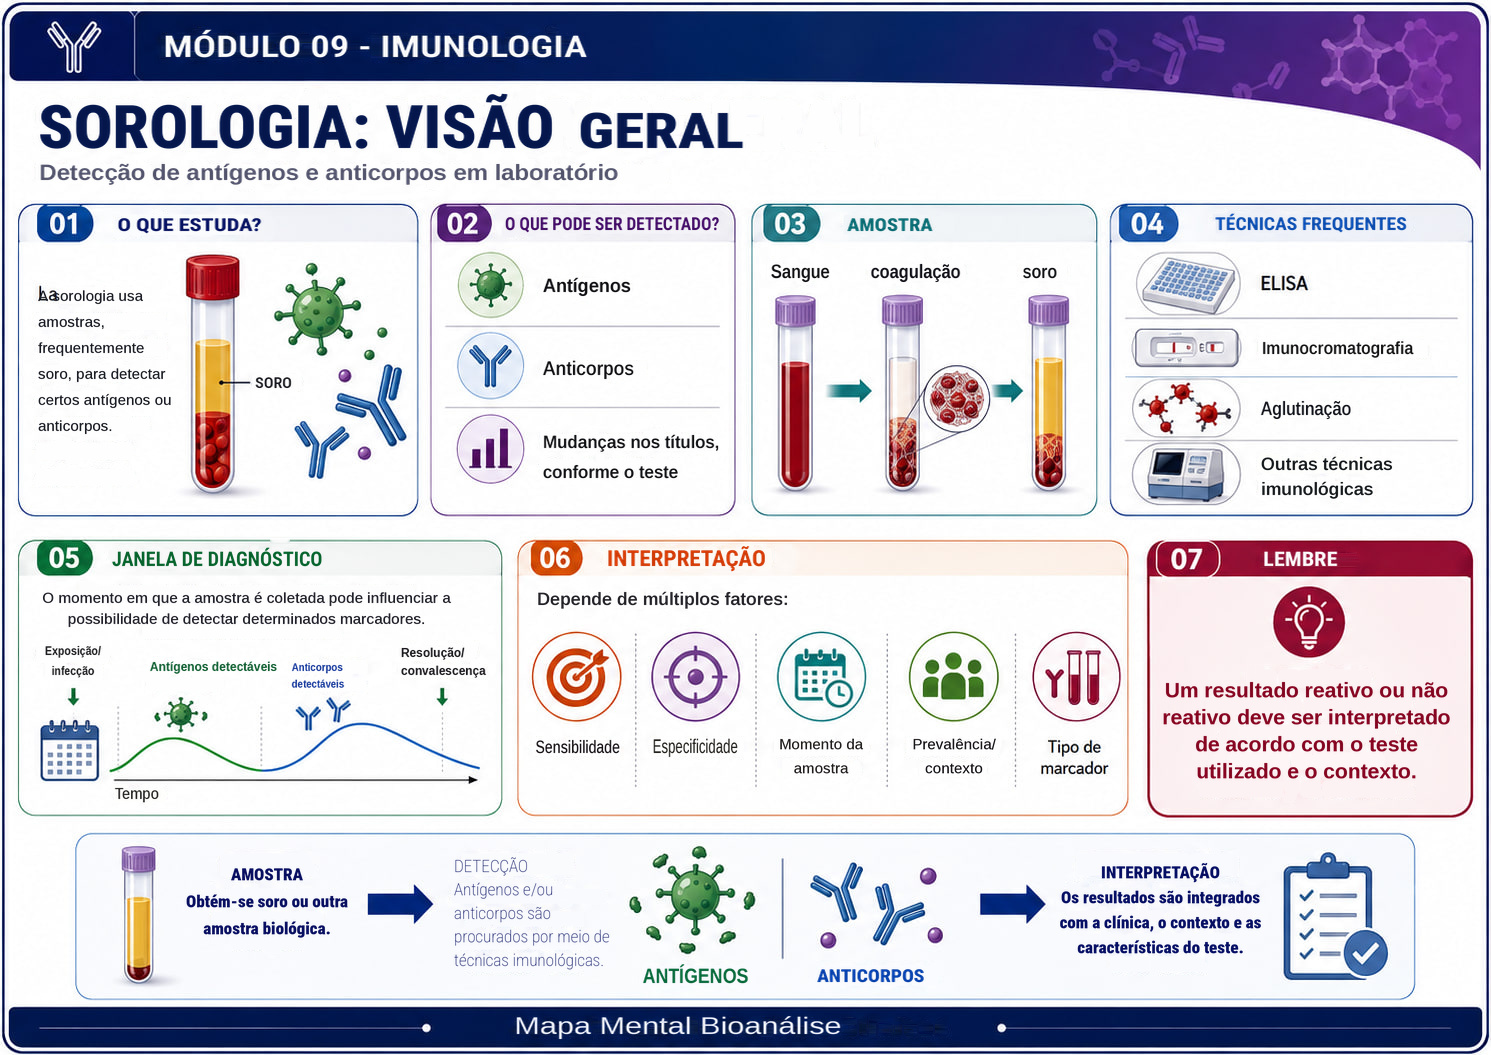 MÓDULO 09 - IMUNOLOGIA
SOROLOGIA: VISÃO GERAL
Detecção de antígenos e anticorpos em laboratório
01 O QUE ESTUDA?
A sorologia usa
amostras,
frequentemente
soro, para detectar
certos antígenos ou
anticorpos.
SORO
02 O QUE PODE SER DETECTADO?
Antígenos
Anticorpos
Mudanças nos títulos,
conforme o teste
03 AMOSTRA
Sangue coagulação soro
04 TÉCNICAS FREQUENTES
ELISA
Imunocromatografia
Aglutinação
Outras técnicas
imunológicas
05 JANELA DE DIAGNÓSTICO
O momento em que a amostra é coletada pode influenciar a
possibilidade de detectar determinados marcadores.
Exposição/
infecção
Antígenos detectáveis
Anticorpos
detectáveis
Resolução/
convalescença
Tempo
06 INTERPRETAÇÃO
Depende de múltiplos fatores:
Sensibilidade
Especificidade
Momento da
amostra
Prevalência/
contexto
Tipo de
marcador
07 LEMBRE
Um resultado reativo ou não
reativo deve ser interpretado
de acordo com o teste
utilizado e o contexto.
AMOSTRA
Obtém-se soro ou outra
amostra biológica.
DETECÇÃO
Antígenos e/ou
anticorpos são
procurados por meio de
técnicas imunológicas.
ANTÍGENOS
ANTICORPOS
INTERPRETAÇÃO
Os resultados são integrados
com a clínica, o contexto e as
características do teste.
Mapa Mental Bioanálise